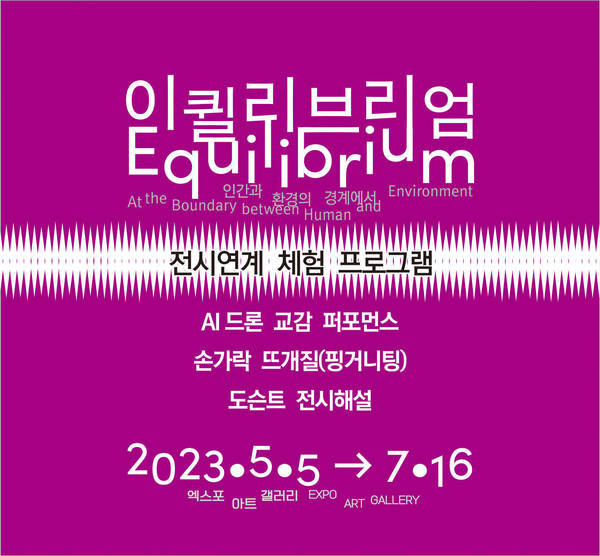 이퀼리브리엄
Equilibrium
인간과 환경의 경계에서
At the Boundary between Human and Environment
전시연계 체험 프로그램
AI 드론 교감 퍼포먼스
손가락 뜨개질(핑거니팅)
도슨트 전시해설
2023•5•5 → 7•16
엑스포 아트 갤러리 EXPO ART GALLERY